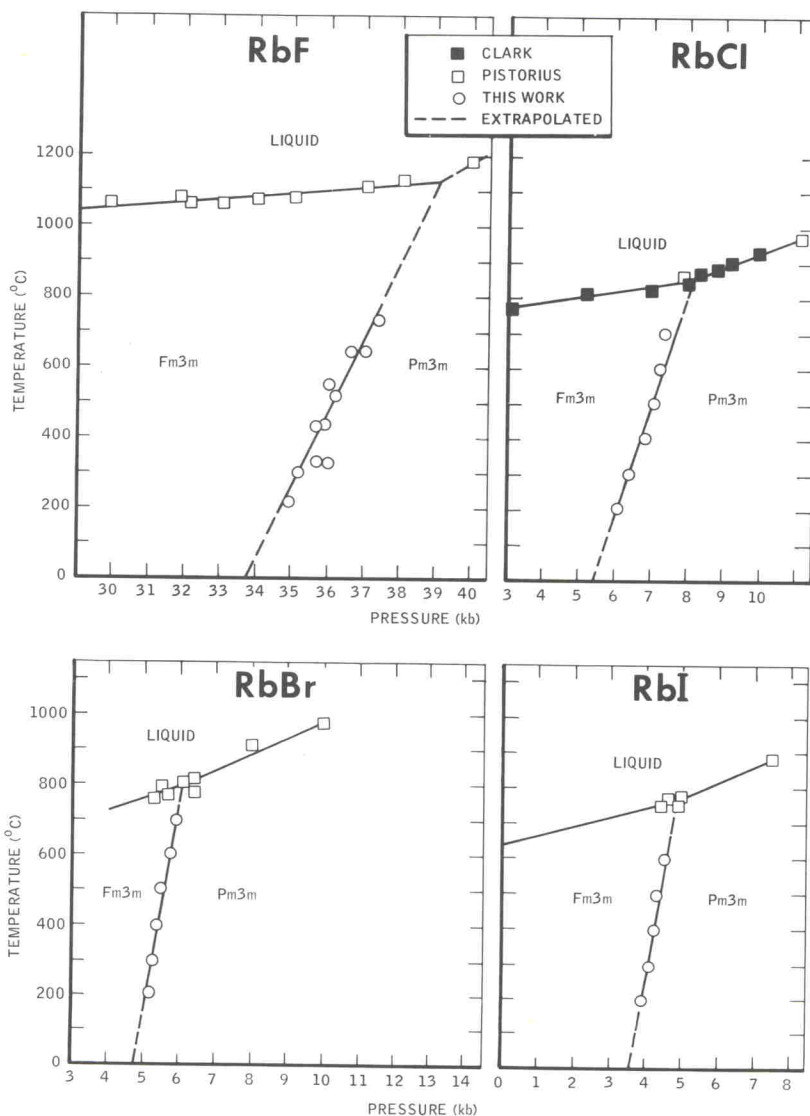 RbF
RbCl
CLARK
PISTORIUS
THIS WORK
EXTRAPOLATED
LIQUID
1200
1000
800
600
400
200
0
TEMPERATURE (°C)
Fm3m
Pm3m
30 31 32 33 34 35 36 37 38 39 40
PRESSURE (kb)
LIQUID
Fm3m
Pm3m
3 4 5 6 7 8 9 10
RbBr
RbI
LIQUID
1000
800
600
400
200
0
TEMPERATURE (°C)
Fm3m
Pm3m
3 4 5 6 7 8 9 10 11 12 13 14
PRESSURE (kb)
LIQUID
Fm3m
Pm3m
0 1 2 3 4 5 6 7 8